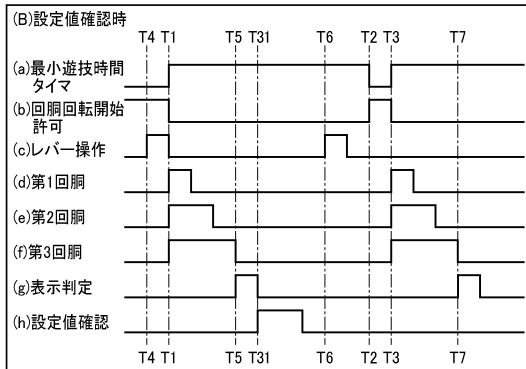 (B)設定値確認時
T4 T1 T5 T31 T6 T2 T3 T7
(a)最小遊技時間
タイマ
(b)回胴回転開始
許可
(c)レバー操作
(d)第1回胴
(e)第2回胴
(f)第3回胴
(g)表示判定
(h)設定値確認
T4 T1 T5 T31 T6 T2 T3 T7